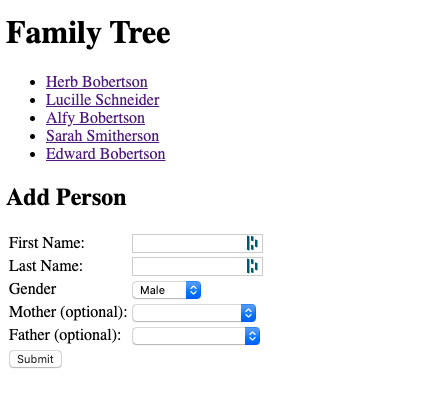 Family Tree
Herb Bobertson
Lucille Schneider
Alfy Bobertson
Sarah Smitherson
Edward Bobertson
Add Person
First Name:
Last Name:
Gender Male
Mother (optional):
Father (optional):
Submit